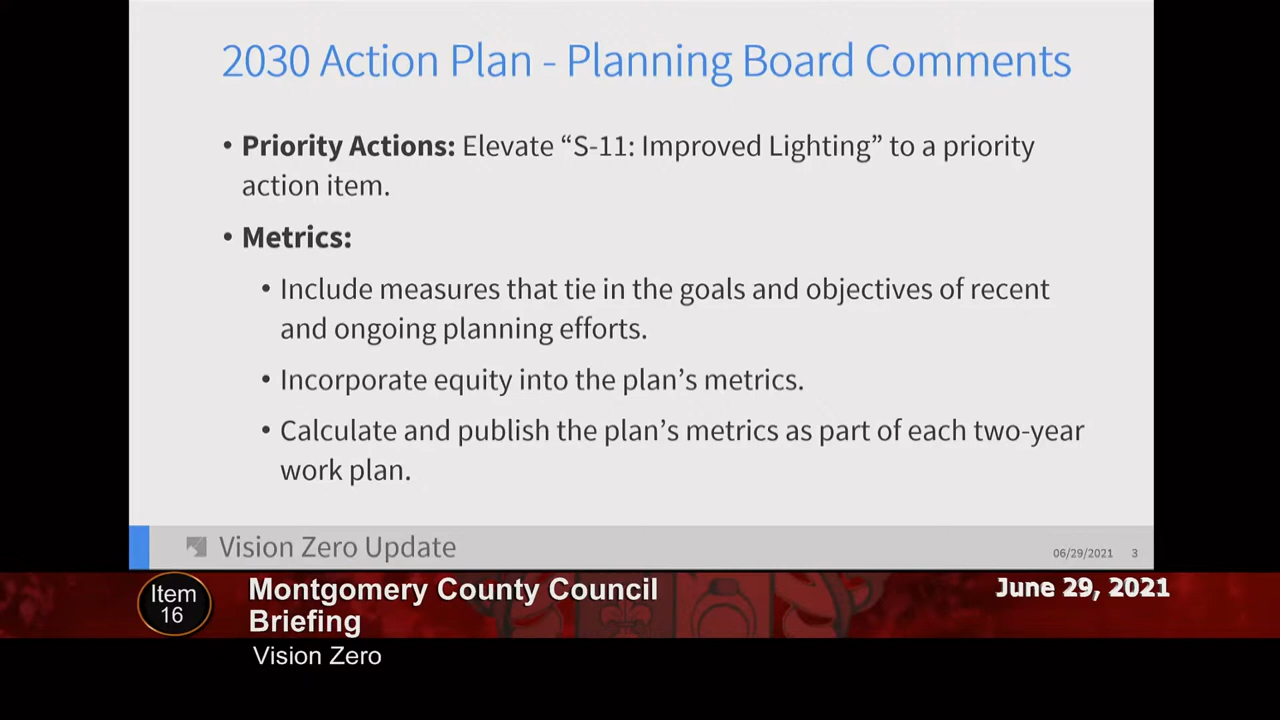 2030 Action Plan - Planning Board Comments
• Priority Actions: Elevate “S-11: Improved Lighting” to a priority
action item.
• Metrics:
• Include measures that tie in the goals and objectives of recent
and ongoing planning efforts.
• Incorporate equity into the plan’s metrics.
• Calculate and publish the plan’s metrics as part of each two-year
work plan.
Vision Zero Update
06/29/2021 3
Item
16
Montgomery County Council
Briefing
Vision Zero
June 29, 2021